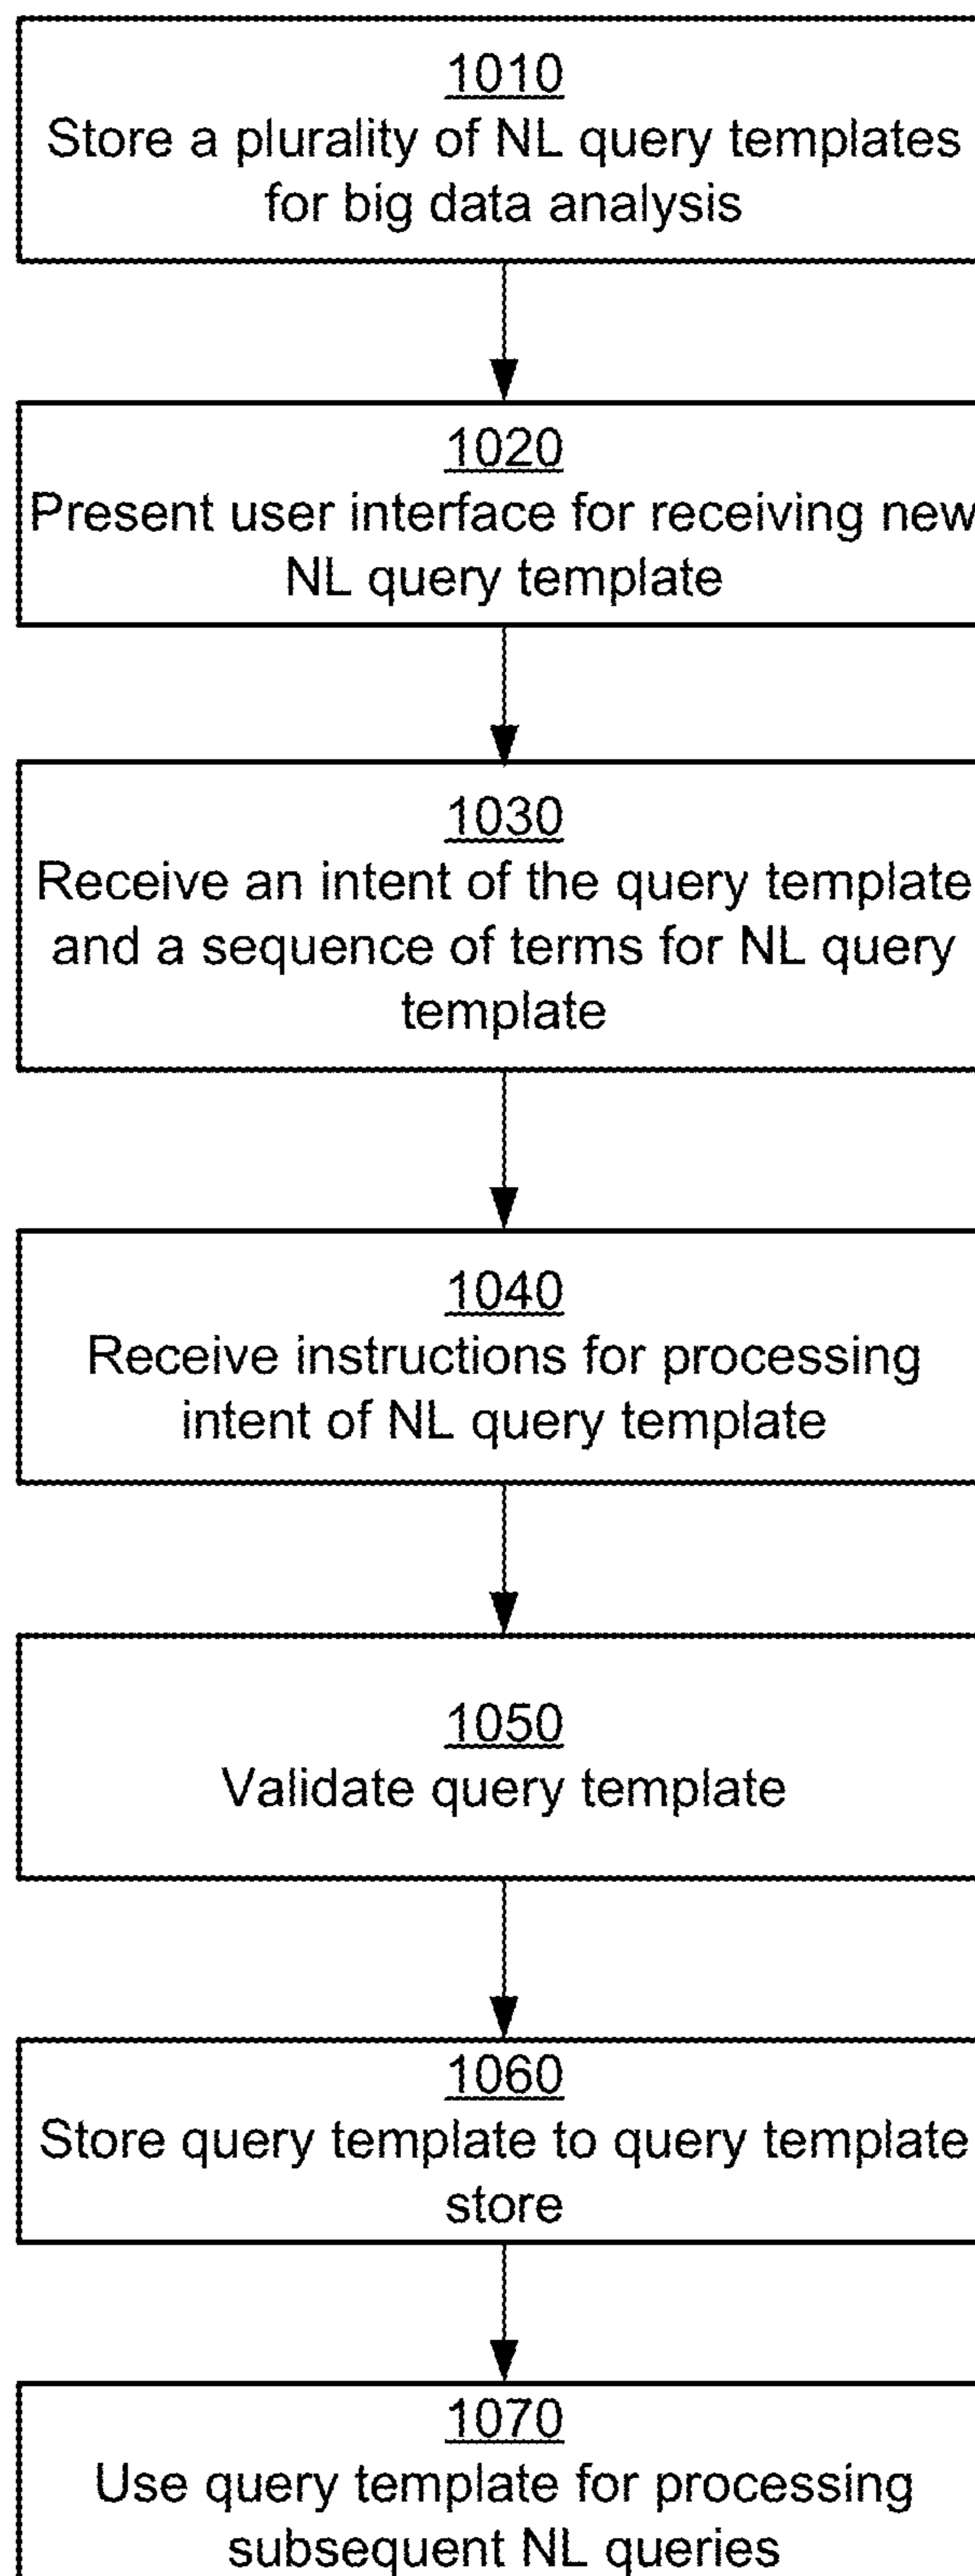 1010
Store a plurality of NL query templates
for big data analysis
1020
Present user interface for receiving new
NL query template
1030
Receive an intent of the query template
and a sequence of terms for NL query
template
1040
Receive instructions for processing
intent of NL query template
1050
Validate query template
1060
Store query template to query template
store
1070
Use query template for processing
subsequent NL queries